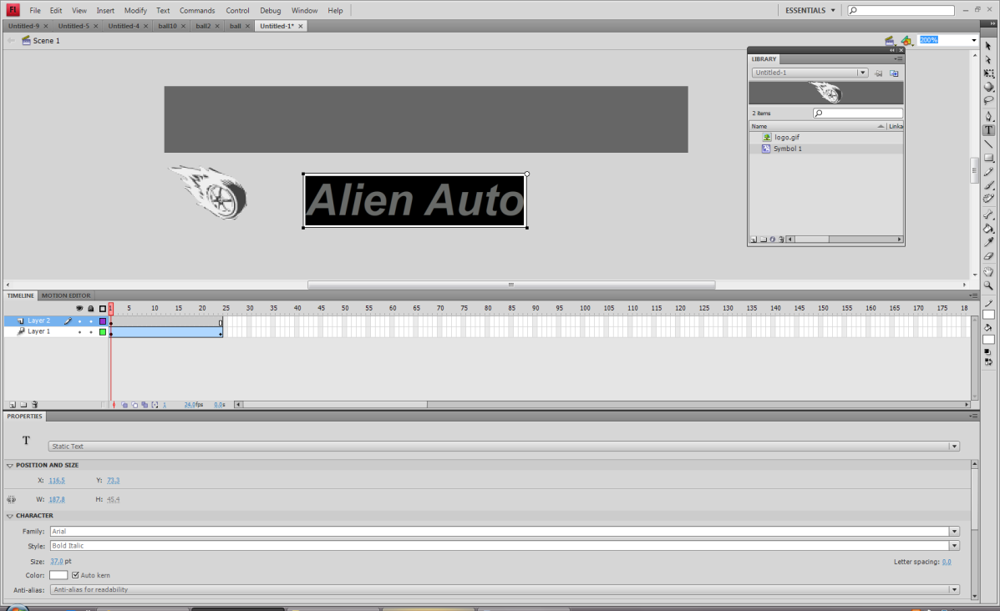 Fl File Edit View Insert Modify Text Commands Control Debug Window Help ESSENTIALS
Untitled-9 × Untitled-5 × Untitled-4 × ball10 × ball2 × ball × Untitled-1* ×
Scene 1 200%
LIBRARY
Untitled-1
2 items
Name Linka
logo.gif
Symbol 1
Alien Auto
TIMELINE MOTION EDITOR
1 5 10 15 20 25 30 35 40 45 50 55 60 65 70 75 80 85 90 95 100 105 110 115 120 125 130 135 140 145 150 155 160 165 170 175 18
Layer 2
Layer 1
1 24.0fps 0.0s
PROPERTIES
T Static Text
POSITION AND SIZE
X: 116.5 Y: 73.3
W: 187.8 H: 45.4
CHARACTER
Family: Arial
Style: Bold Italic
Size: 37.0 pt Letter spacing: 0.0
Color: Auto kern
Anti-alias: Anti-alias for readability